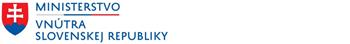 MINISTERSTVO
VNÚTRA
SLOVENSKEJ REPUBLIKY